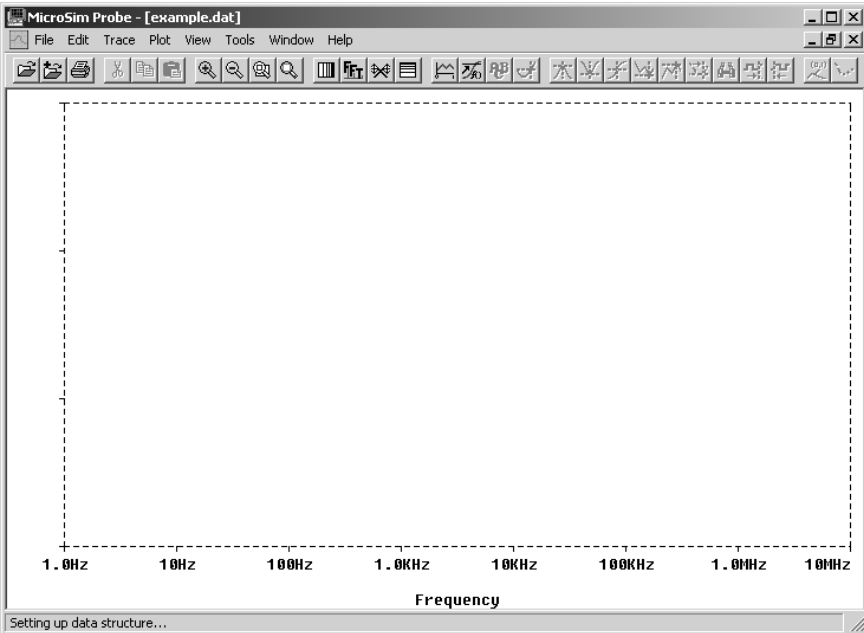 MicroSim Probe - [example.dat]
File Edit Trace Plot View Tools Window Help
FFT
1.0Hz 10Hz 100Hz 1.0KHz 10KHz 100KHz 1.0MHz 10MHz
Frequency
Setting up data structure...